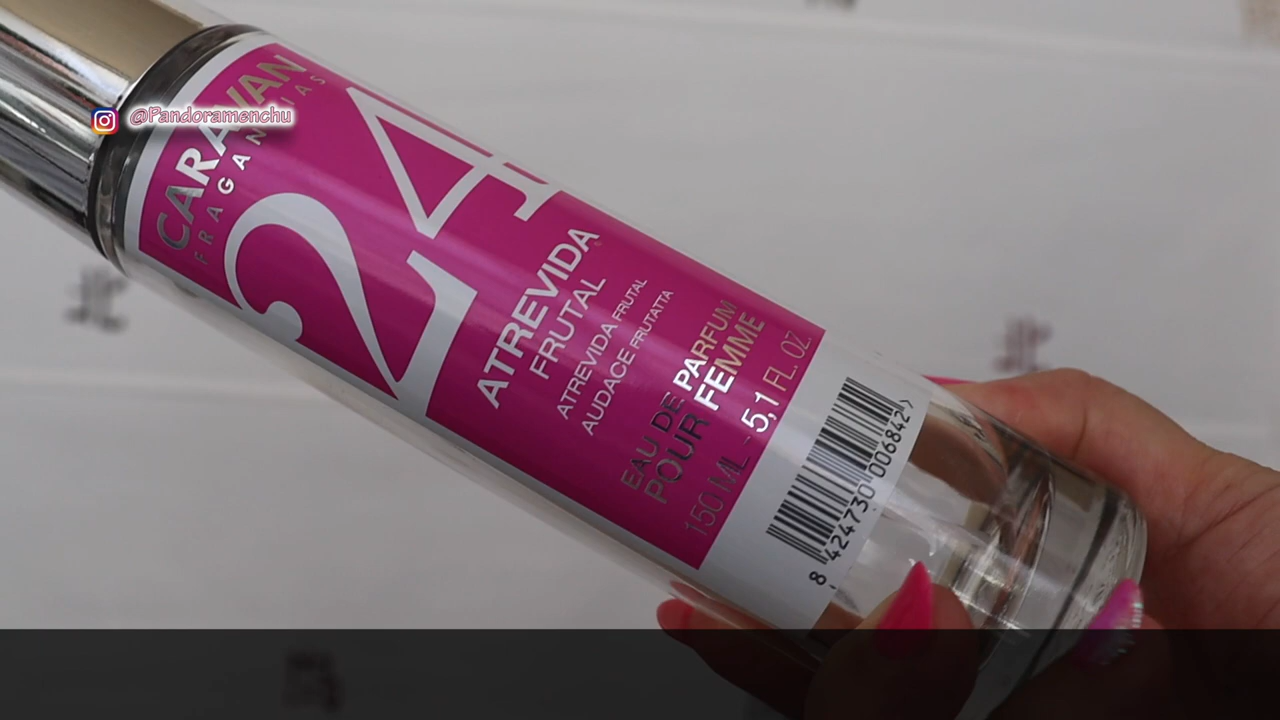 @Pandoramenchu
CARAVAN
FRAGANCIAS
24
ATREVIDA
FRUTAL
ATREVIDA FRUTAL
AUDACE FRUTATTA
EAU DE PARFUM
POUR FEMME
150 ML - 5,1 FL. OZ.
8 424730 006842 >